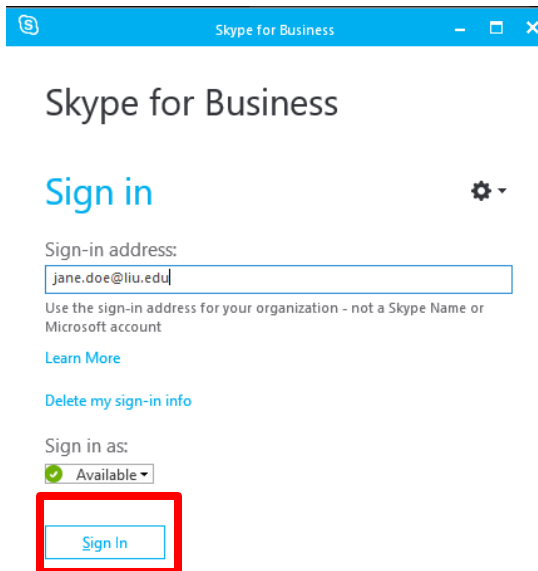 Skype for Business
Skype for Business
Sign in
Sign-in address:
jane.doe@liu.edu
Use the sign-in address for your organization - not a Skype Name or
Microsoft account
Learn More
Delete my sign-in info
Sign in as:
Available
Sign In